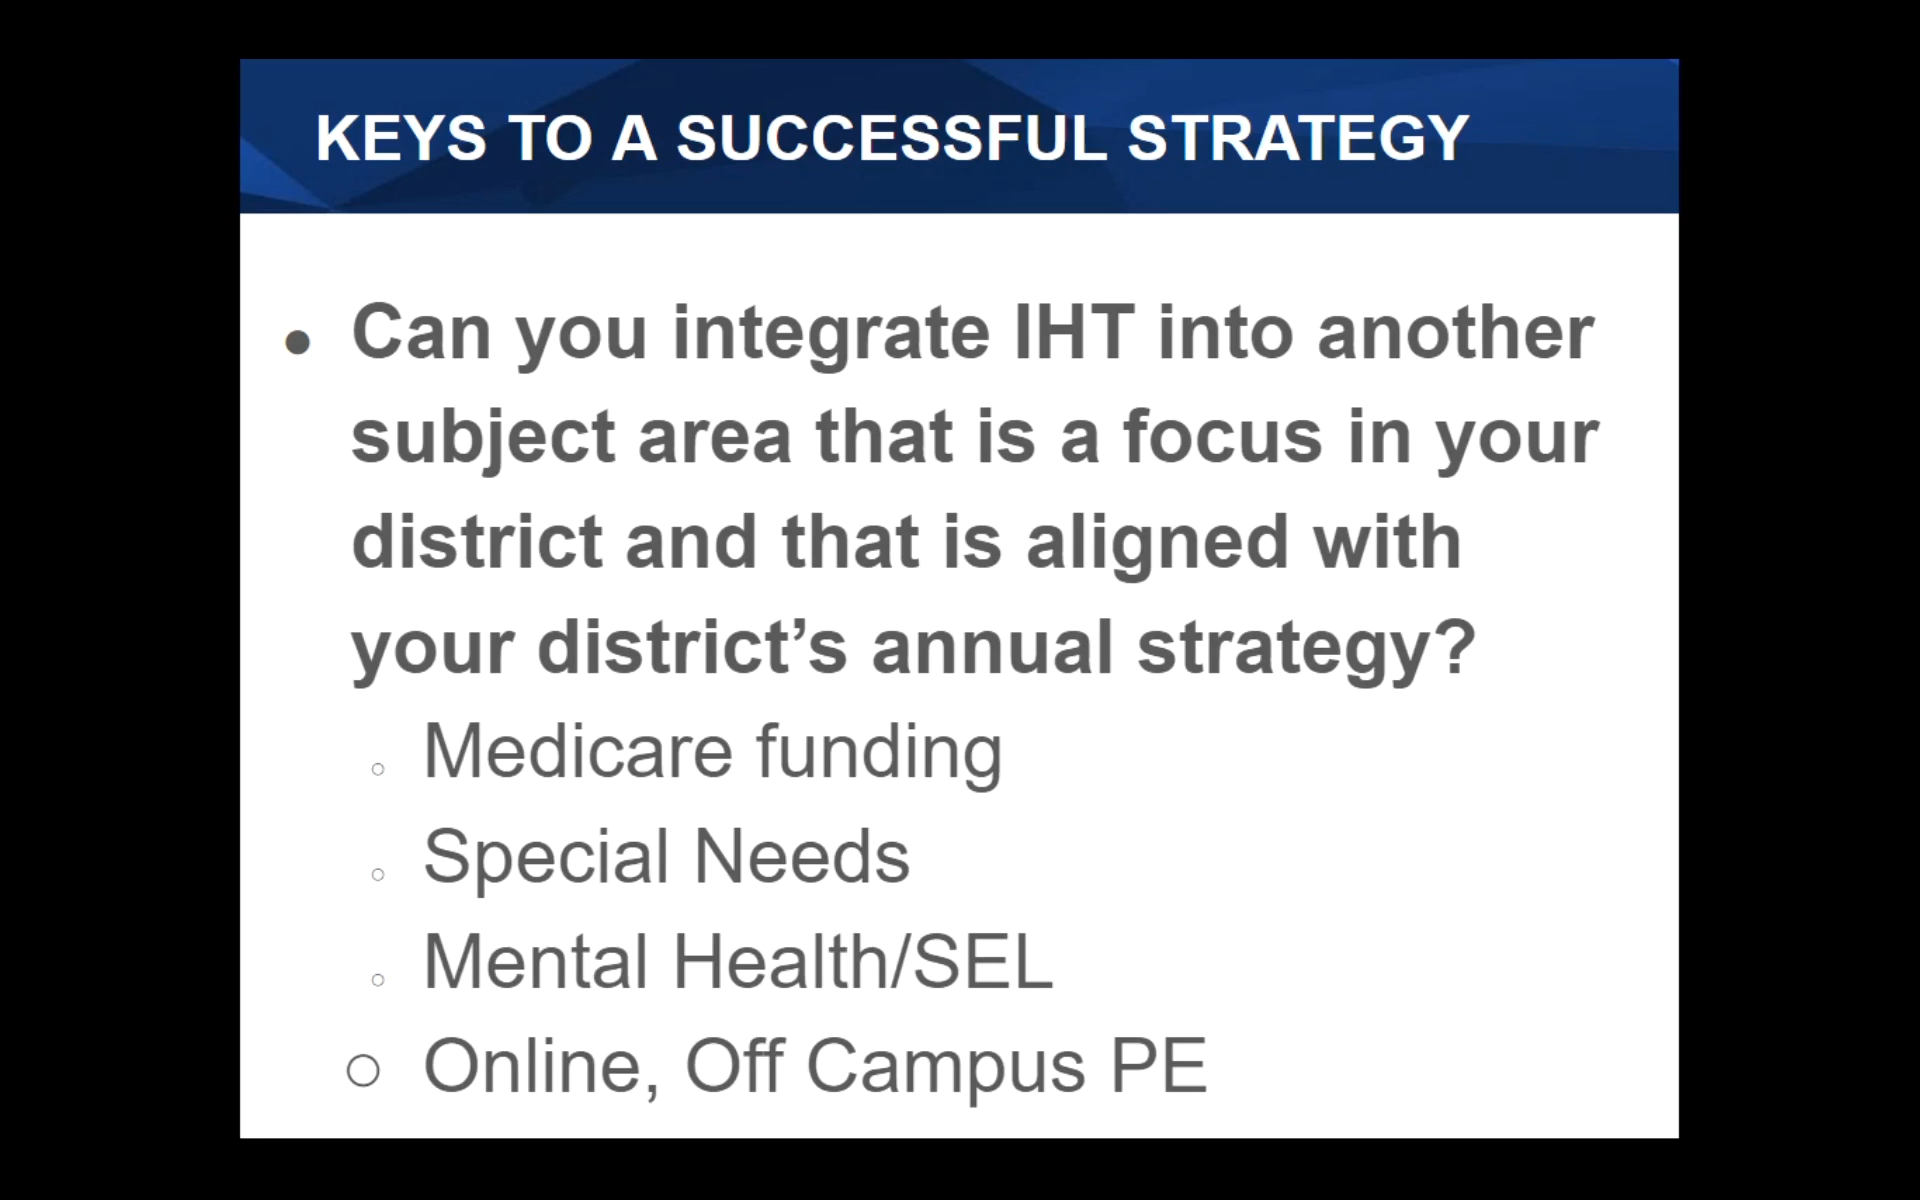 KEYS TO A SUCCESSFUL STRATEGY
• Can you integrate IHT into another
subject area that is a focus in your
district and that is aligned with
your district’s annual strategy?
○ Medicare funding
○ Special Needs
○ Mental Health/SEL
○ Online, Off Campus PE